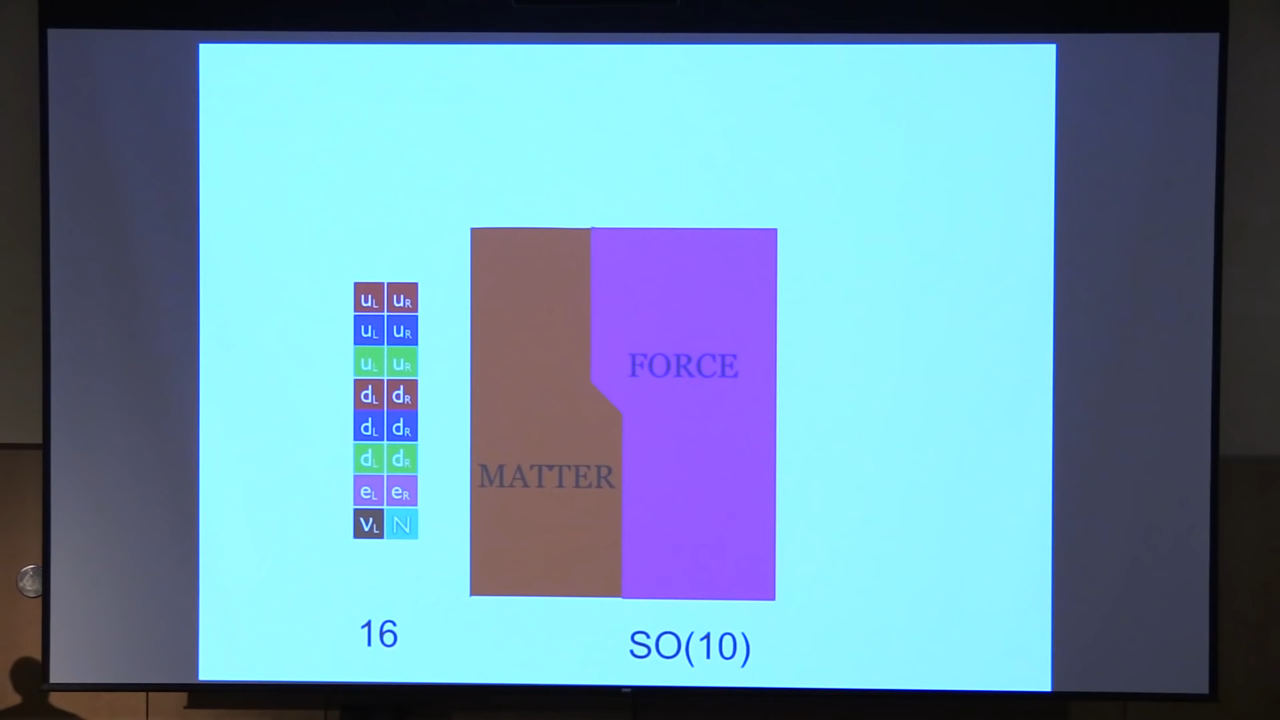 uL uR
uL uR
uL uR
dL dR
dL dR
dL dR
eL eR
νL N
FORCE
MATTER
16
SO(10)